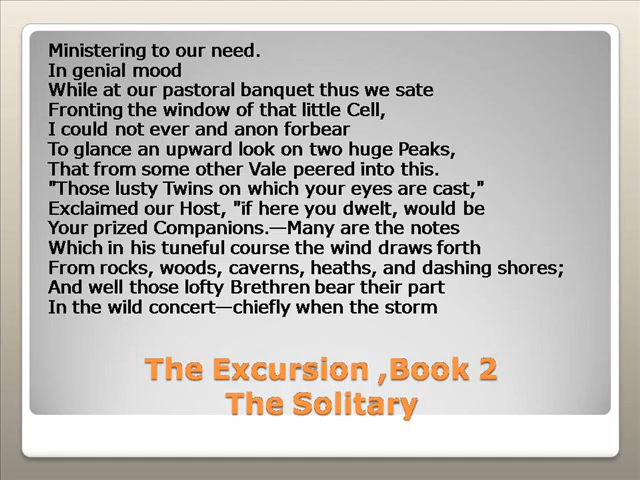 Ministering to our need.
In genial mood
While at our pastoral banquet thus we sate
Fronting the window of that little Cell,
I could not ever and anon forbear
To glance an upward look on two huge Peaks,
That from some other Vale peered into this.
"Those lusty Twins on which your eyes are cast,"
Exclaimed our Host, "if here you dwelt, would be
Your prized Companions.—Many are the notes
Which in his tuneful course the wind draws forth
From rocks, woods, caverns, heaths, and dashing shores;
And well those lofty Brethren bear their part
In the wild concert—chiefly when the storm
The Excursion ,Book 2
The Solitary